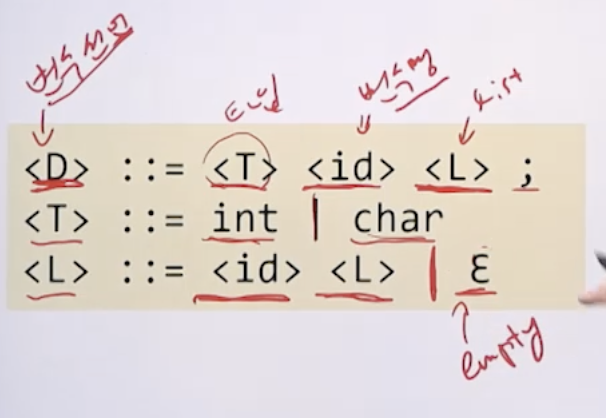 변수 선언
타입
변수명
list
<D> ::= <T> <id> <L> ;
<T> ::= int | char
<L> ::= <id> <L> | ε
empty